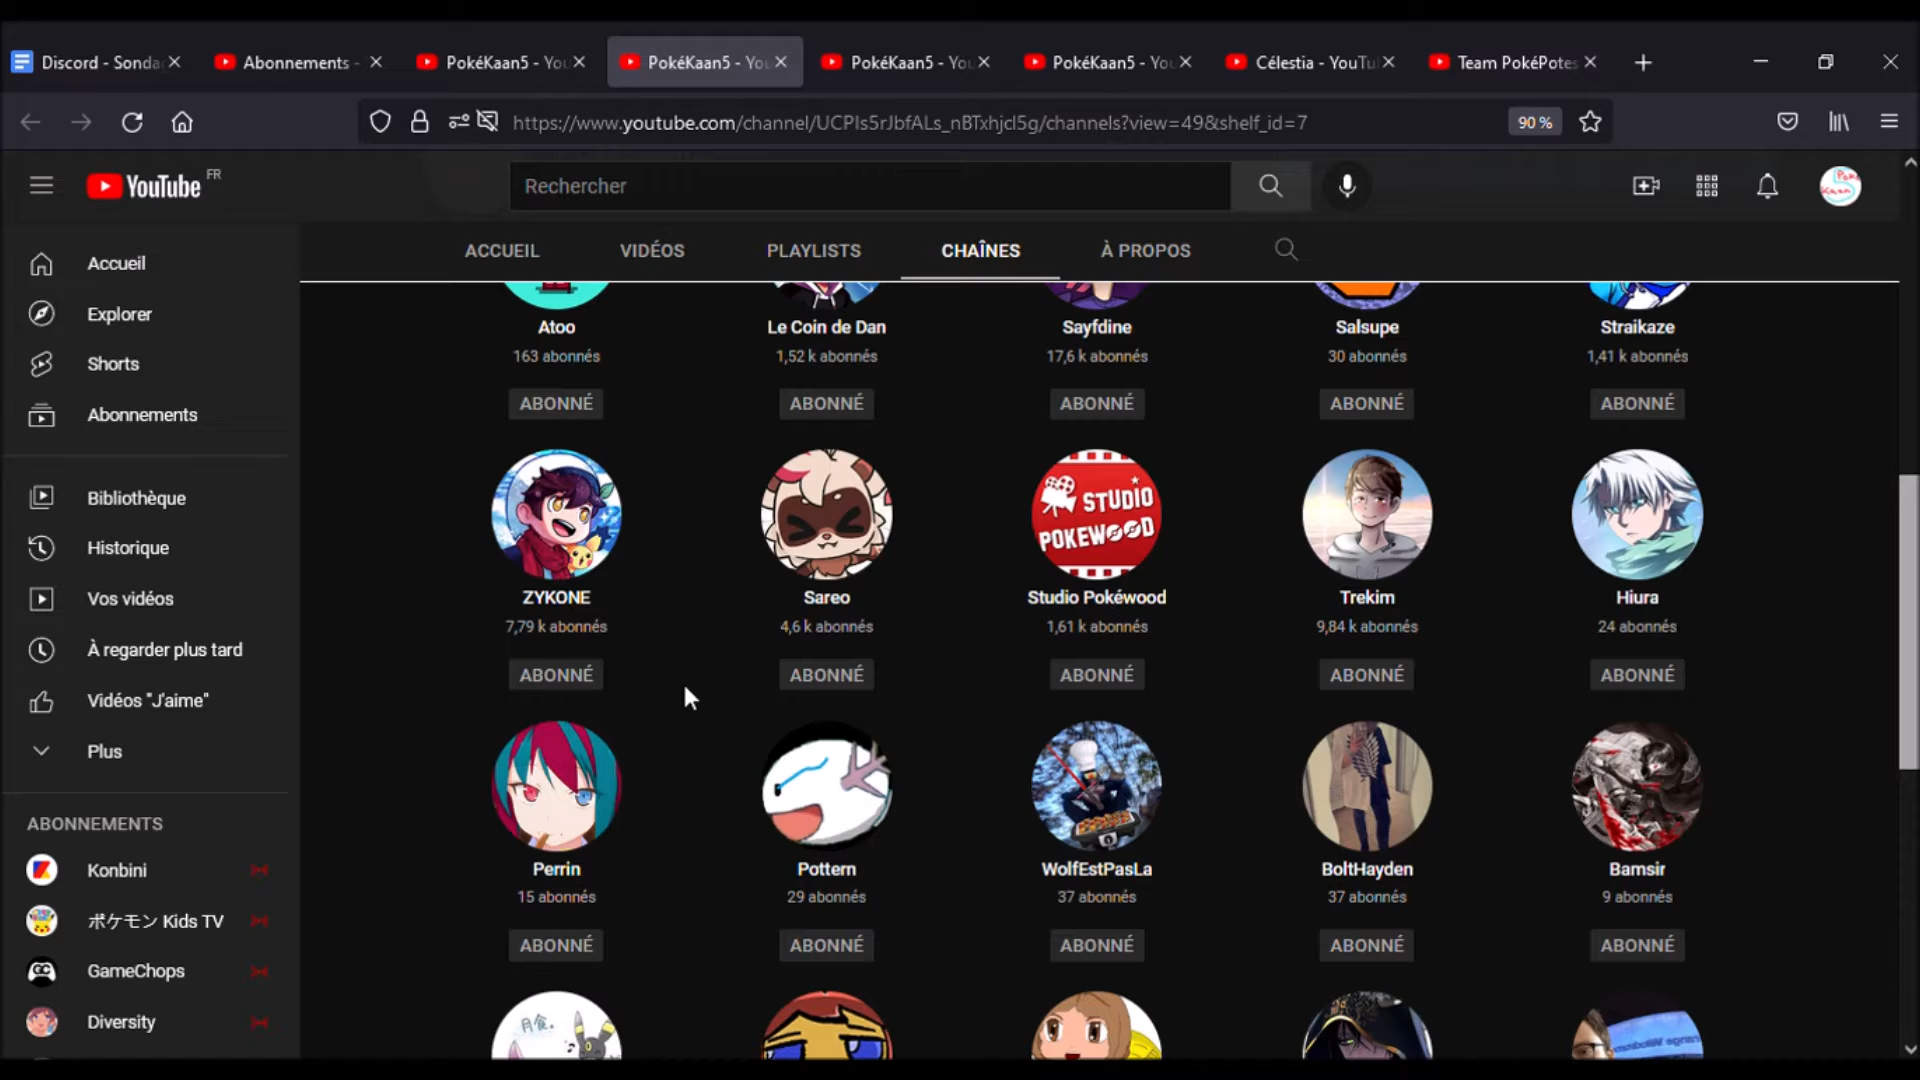 Discord - Sonda
Abonnements -
PokéKaan5 - You
PokéKaan5 - You
PokéKaan5 - You
PokéKaan5 - You
Célestia - YouTu
Team PokéPotes
https://www.youtube.com/channel/UCPIs5rJbfALs_nBTxhjcl5g/channels?view=49&shelf_id=7
90 %
YouTube FR
Rechercher
ACCUEIL
VIDÉOS
PLAYLISTS
CHAÎNES
À PROPOS
Accueil
Explorer
Shorts
Abonnements
Bibliothèque
Historique
Vos vidéos
À regarder plus tard
Vidéos "J'aime"
Plus
ABONNEMENTS
Konbini
ポケモン Kids TV
GameChops
Diversity
Atoo
163 abonnés
ABONNÉ
Le Coin de Dan
1,52 k abonnés
ABONNÉ
Sayfdine
17,6 k abonnés
ABONNÉ
Salsupe
30 abonnés
ABONNÉ
Straikaze
1,41 k abonnés
ABONNÉ
ZYKONE
7,79 k abonnés
ABONNÉ
Sareo
4,6 k abonnés
ABONNÉ
STUDIO
POKEWOOD
Studio Pokéwood
1,61 k abonnés
ABONNÉ
Trekim
9,84 k abonnés
ABONNÉ
Hiura
24 abonnés
ABONNÉ
Perrin
15 abonnés
ABONNÉ
Pottern
29 abonnés
ABONNÉ
WolfEstPasLa
37 abonnés
ABONNÉ
BoltHayden
37 abonnés
ABONNÉ
Bamsir
9 abonnés
ABONNÉ
月食。